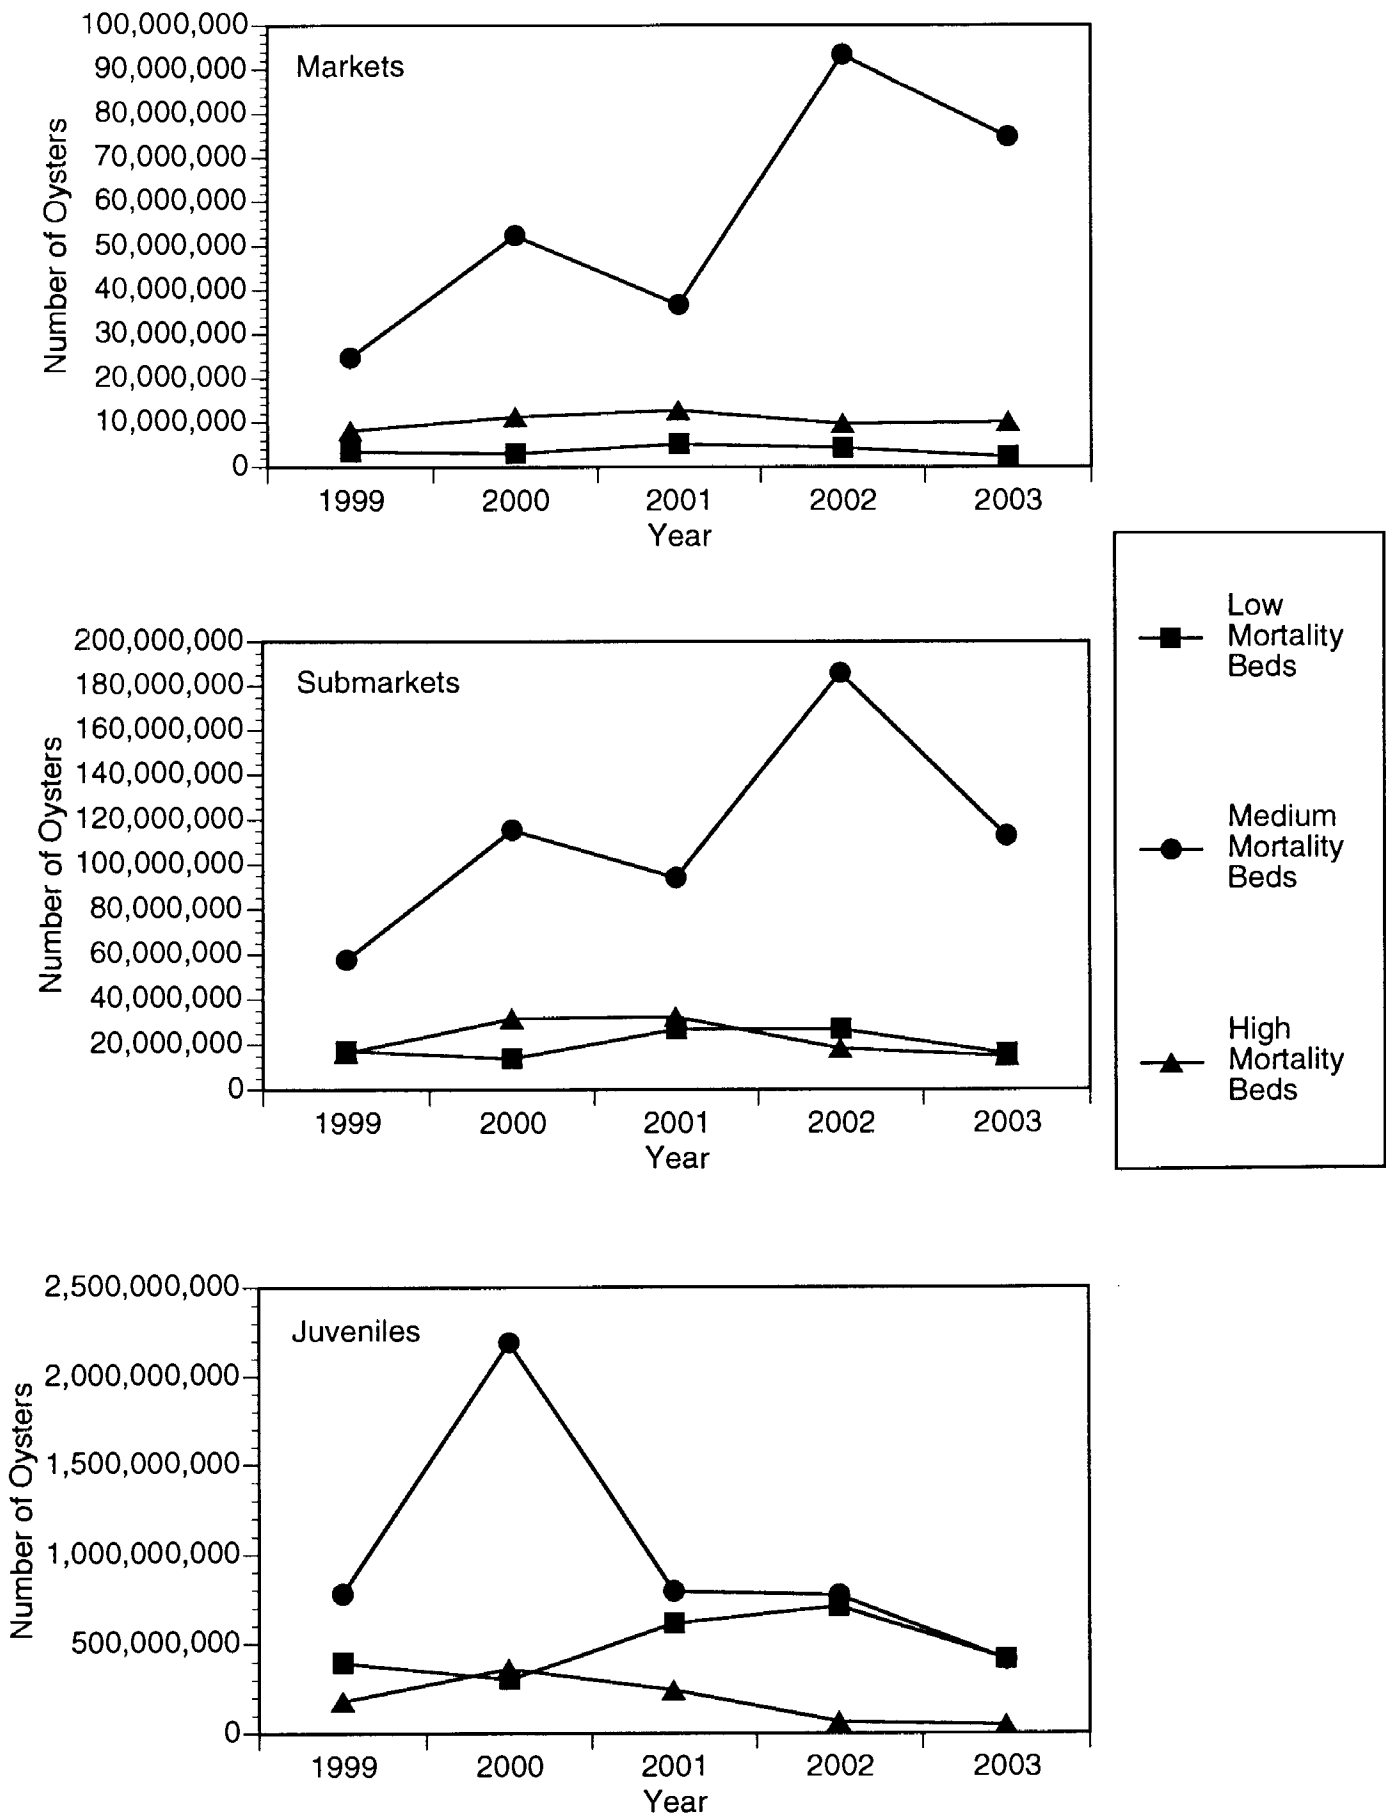 Markets
Number of Oysters
100,000,000
90,000,000
80,000,000
70,000,000
60,000,000
50,000,000
40,000,000
30,000,000
20,000,000
10,000,000
0
1999 2000 2001 2002 2003
Year
Submarkets
Number of Oysters
200,000,000
180,000,000
160,000,000
140,000,000
120,000,000
100,000,000
80,000,000
60,000,000
40,000,000
20,000,000
0
1999 2000 2001 2002 2003
Year
Low
Mortality
Beds
Medium
Mortality
Beds
High
Mortality
Beds
Juveniles
Number of Oysters
2,500,000,000
2,000,000,000
1,500,000,000
1,000,000,000
500,000,000
0
1999 2000 2001 2002 2003
Year